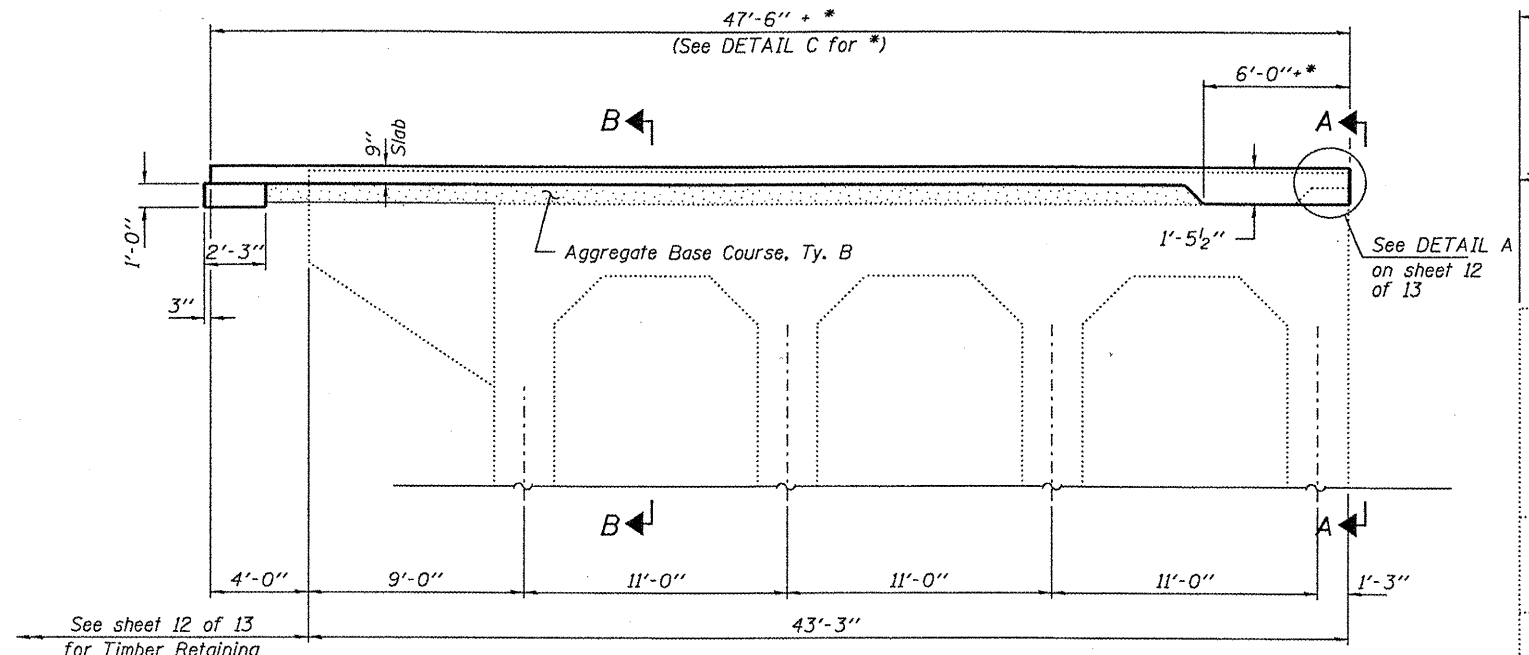 47'-6" + *
(See DETAIL C for *)
6'-0"+*
B
A
9"
Slab
1'-0"
2'-3"
3"
Aggregate Base Course, Ty. B
1'-5½"
See DETAIL A
on sheet 12
of 13
B
A
4'-0"
9'-0"
11'-0"
11'-0"
11'-0"
1'-3"
See sheet 12 of 13
for Timber Retaining
43'-3"